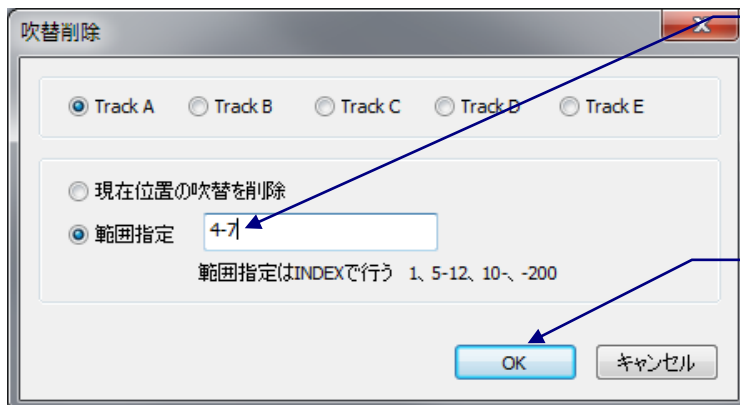 吹替削除
Track A Track B Track C Track D Track E
現在位置の吹替を削除
範囲指定 4-7
範囲指定はINDEXで行う 1、5-12、10-、-200
OK キャンセル